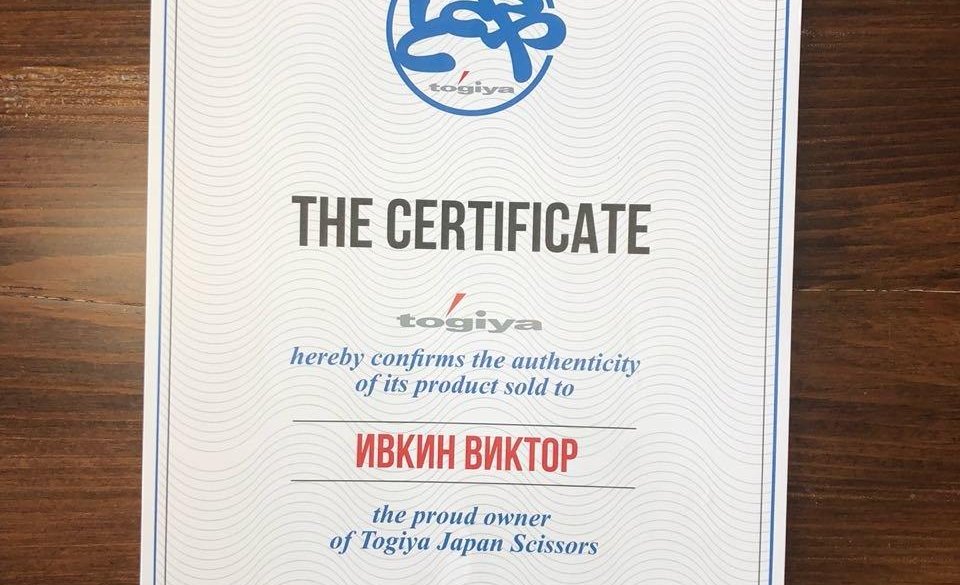 togiya
THE CERTIFICATE
togiya
hereby confirms the authenticity
of its product sold to
ИВКИН ВИКТОР
the proud owner
of Togiya Japan Scissors